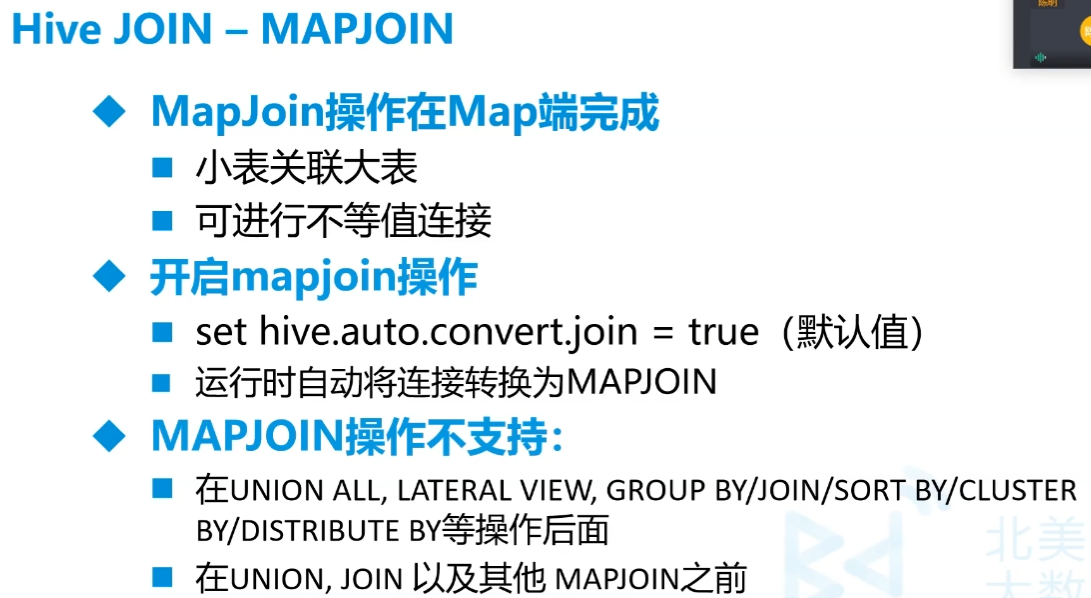 Hive JOIN – MAPJOIN
MapJoin操作在Map端完成
小表关联大表
可进行不等值连接
开启mapjoin操作
set hive.auto.convert.join = true（默认值）
运行时自动将连接转换为MAPJOIN
MAPJOIN操作不支持：
在UNION ALL, LATERAL VIEW, GROUP BY/JOIN/SORT BY/CLUSTER
BY/DISTRIBUTE BY等操作后面
在UNION, JOIN 以及其他 MAPJOIN之前
北美
大数